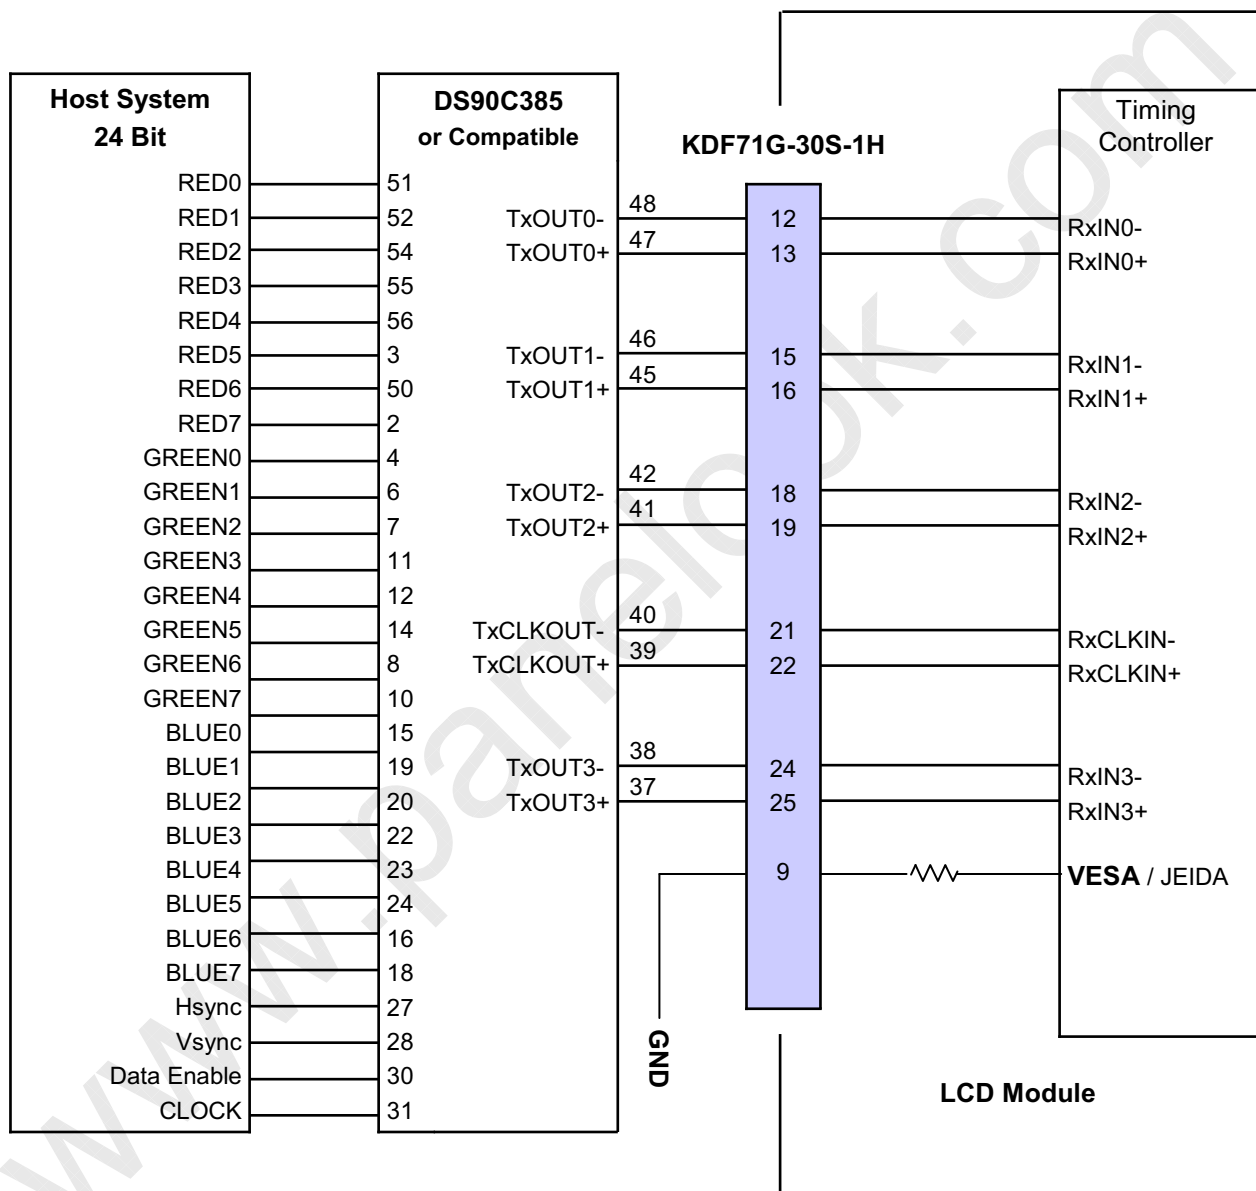 Host System
24 Bit
RED0
RED1
RED2
RED3
RED4
RED5
RED6
RED7
GREEN0
GREEN1
GREEN2
GREEN3
GREEN4
GREEN5
GREEN6
GREEN7
BLUE0
BLUE1
BLUE2
BLUE3
BLUE4
BLUE5
BLUE6
BLUE7
Hsync
Vsync
Data Enable
CLOCK
DS90C385
or Compatible
51
52
54
55
56
3
50
2
4
6
7
11
12
14
8
10
15
19
20
22
23
24
16
18
27
28
30
31
TxOUT0-
TxOUT0+
TxOUT1-
TxOUT1+
TxOUT2-
TxOUT2+
TxCLKOUT-
TxCLKOUT+
TxOUT3-
TxOUT3+
48
47
46
45
42
41
40
39
38
37
GND
KDF71G-30S-1H
12
13
15
16
18
19
21
22
24
25
9
Timing
Controller
RxIN0-
RxIN0+
RxIN1-
RxIN1+
RxIN2-
RxIN2+
RxCLKIN-
RxCLKIN+
RxIN3-
RxIN3+
VESA / JEIDA
LCD Module
www.panelook.com